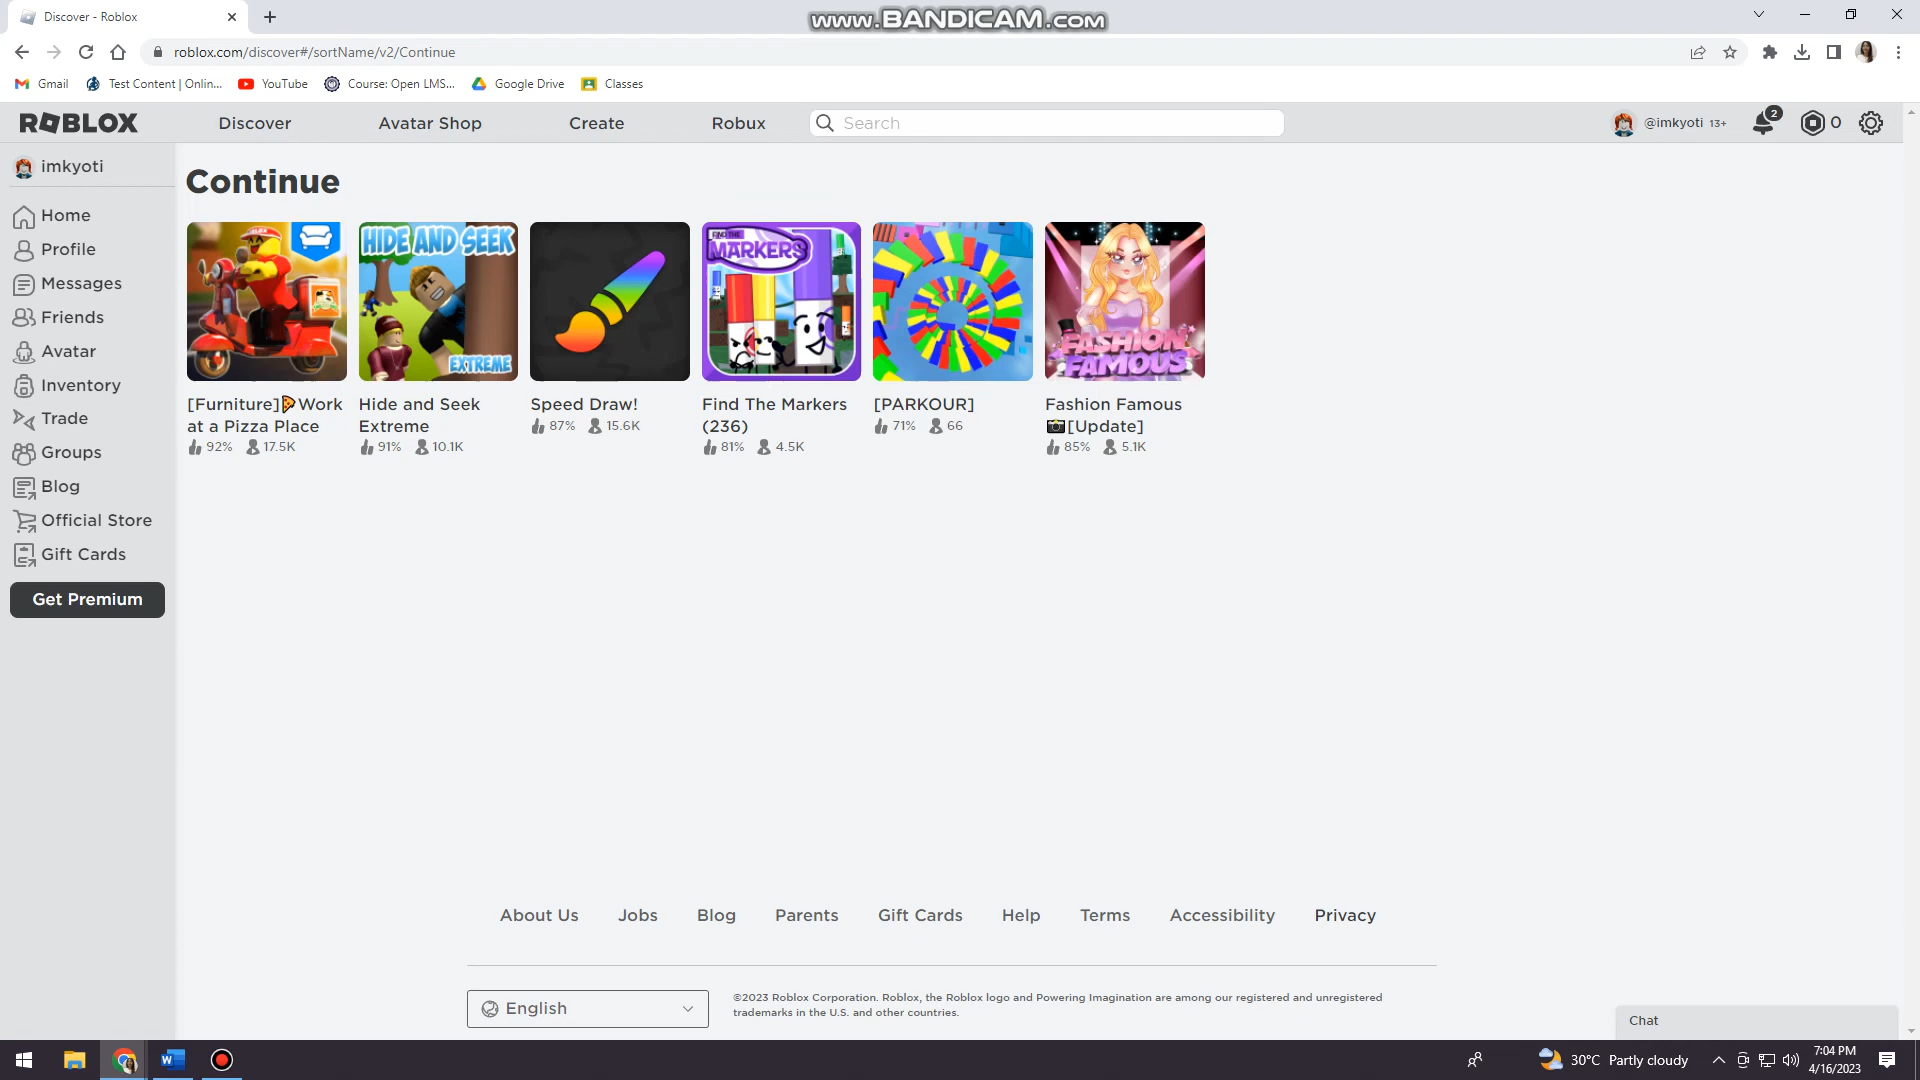 Discover - Roblox
www.BANDICAM.com
roblox.com/discover#/sortName/v2/Continue
Gmail
Test Content | Onlin...
YouTube
Course: Open LMS...
Google Drive
Classes
ROBLOX
Discover
Avatar Shop
Create
Robux
Search
@imkyoti 13+
2
0
imkyoti
Home
Profile
Messages
Friends
Avatar
Inventory
Trade
Groups
Blog
Official Store
Gift Cards
Get Premium
Continue
HIDE AND SEEK
EXTREME
FIND THE
MARKERS
FASHION
FAMOUS
[Furniture]🍕Work
at a Pizza Place
92% 17.5K
Hide and Seek
Extreme
91% 10.1K
Speed Draw!
87% 15.6K
Find The Markers
(236)
81% 4.5K
[PARKOUR]
71% 66
Fashion Famous
📷[Update]
85% 5.1K
About Us
Jobs
Blog
Parents
Gift Cards
Help
Terms
Accessibility
Privacy
English
©2023 Roblox Corporation. Roblox, the Roblox logo and Powering Imagination are among our registered and unregistered
trademarks in the U.S. and other countries.
Chat
30°C Partly cloudy
7:04 PM
4/16/2023